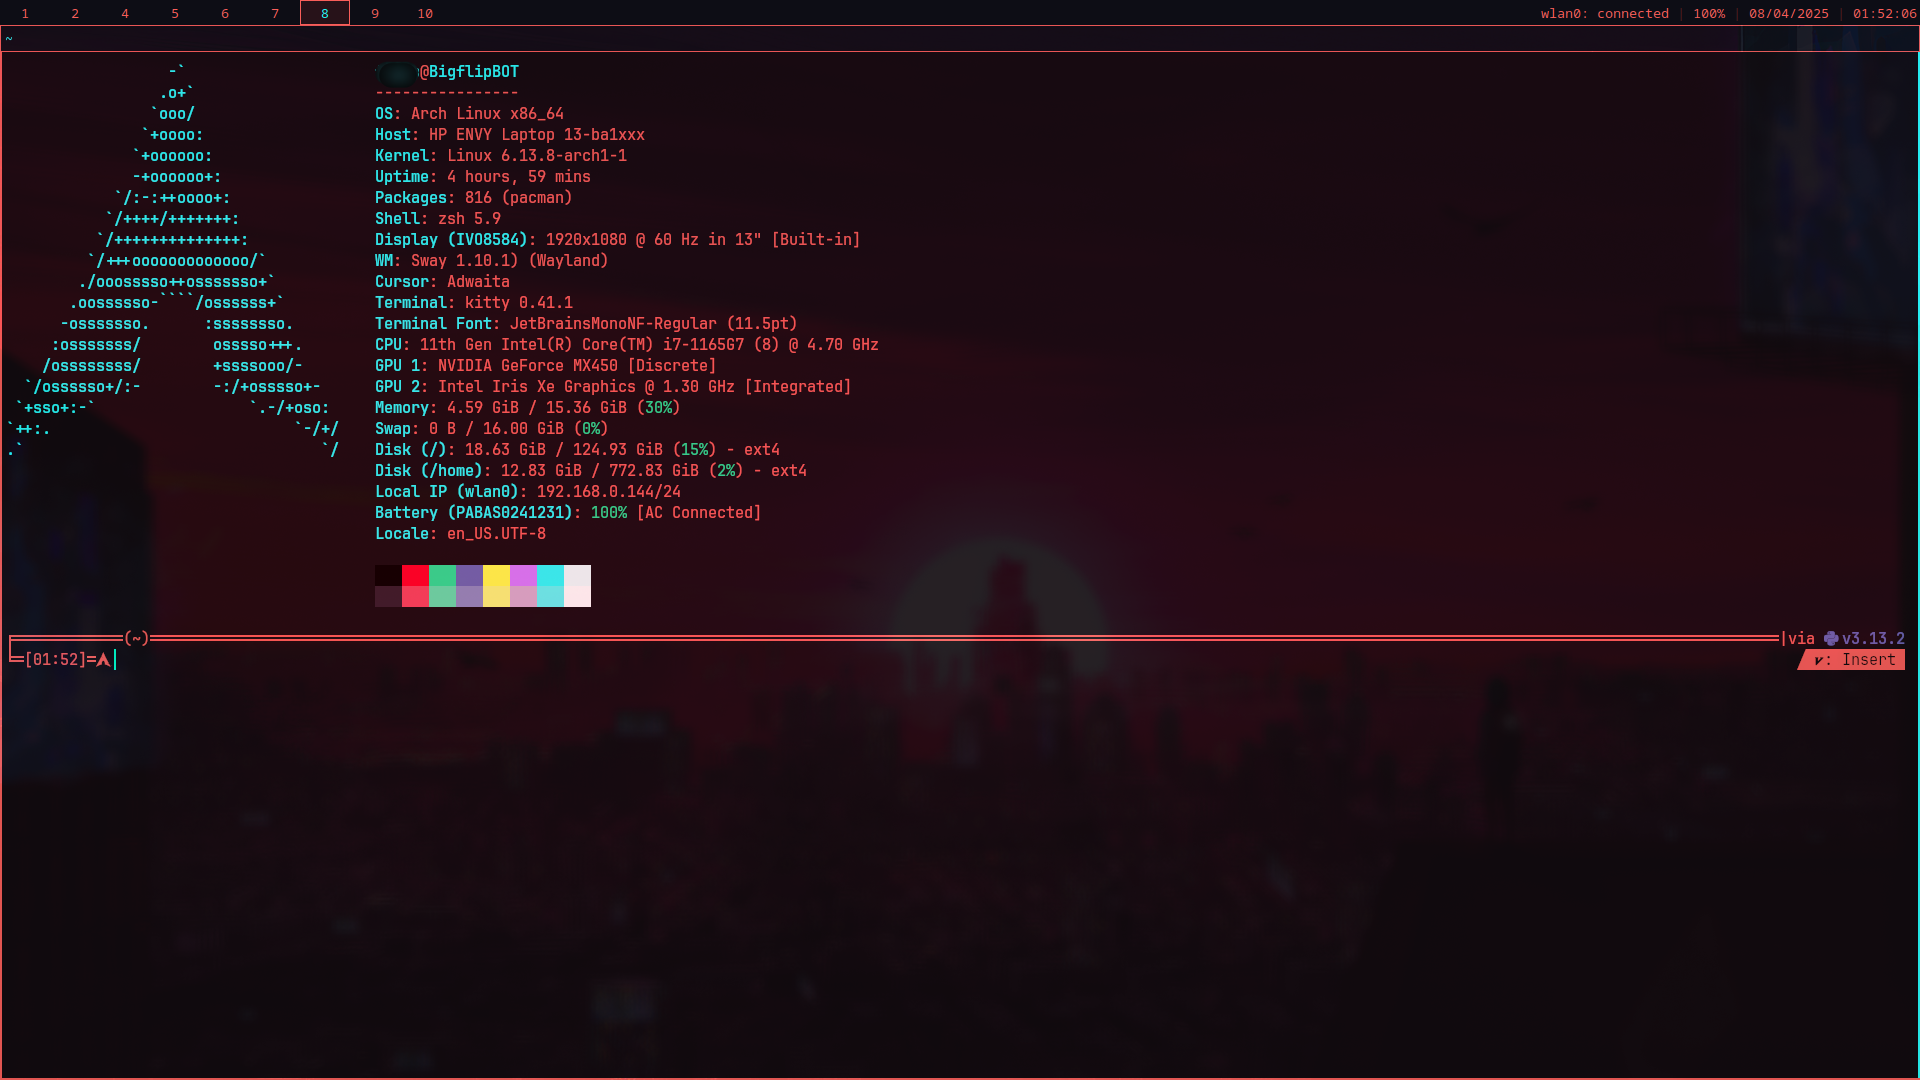 1 2 4 5 6 7 8 9 10 wlan0: connected | 100% | 08/04/2025 | 01:52:06
~
-`
.o+`
`ooo/
`+oooo:
`+oooooo:
-+oooooo+:
`/:-:++oooo+:
`/++++/+++++++:
`/++++++++++++++:
`/+++ooooooooooooo/`
./ooosssso++osssssso+`
.oossssso-````/ossssss+`
-osssssso. :ssssssso.
:osssssss/ osssso+++.
/ossssssss/ +ssssooo/-
`/ossssso+/:- -:/+osssso+-
`+sso+:-` `.-/+oso:
`++:. `-/+/
.` `/
@BigflipBOT
----------------
OS: Arch Linux x86_64
Host: HP ENVY Laptop 13-ba1xxx
Kernel: Linux 6.13.8-arch1-1
Uptime: 4 hours, 59 mins
Packages: 816 (pacman)
Shell: zsh 5.9
Display (IVO8584): 1920x1080 @ 60 Hz in 13" [Built-in]
WM: Sway 1.10.1) (Wayland)
Cursor: Adwaita
Terminal: kitty 0.41.1
Terminal Font: JetBrainsMonoNF-Regular (11.5pt)
CPU: 11th Gen Intel(R) Core(TM) i7-1165G7 (8) @ 4.70 GHz
GPU 1: NVIDIA GeForce MX450 [Discrete]
GPU 2: Intel Iris Xe Graphics @ 1.30 GHz [Integrated]
Memory: 4.59 GiB / 15.36 GiB (30%)
Swap: 0 B / 16.00 GiB (0%)
Disk (/): 18.63 GiB / 124.93 GiB (15%) - ext4
Disk (/home): 12.83 GiB / 772.83 GiB (2%) - ext4
Local IP (wlan0): 192.168.0.144/24
Battery (PABAS0241231): 100% [AC Connected]
Locale: en_US.UTF-8
(~) |via v3.13.2
[01:52]= v: Insert